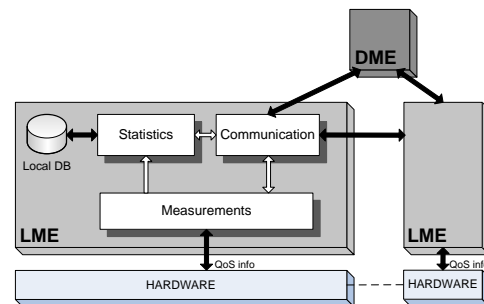 DME
Statistics
Communication
Local DB
Measurements
LME
LME
QoS info
QoS info
HARDWARE
HARDWARE